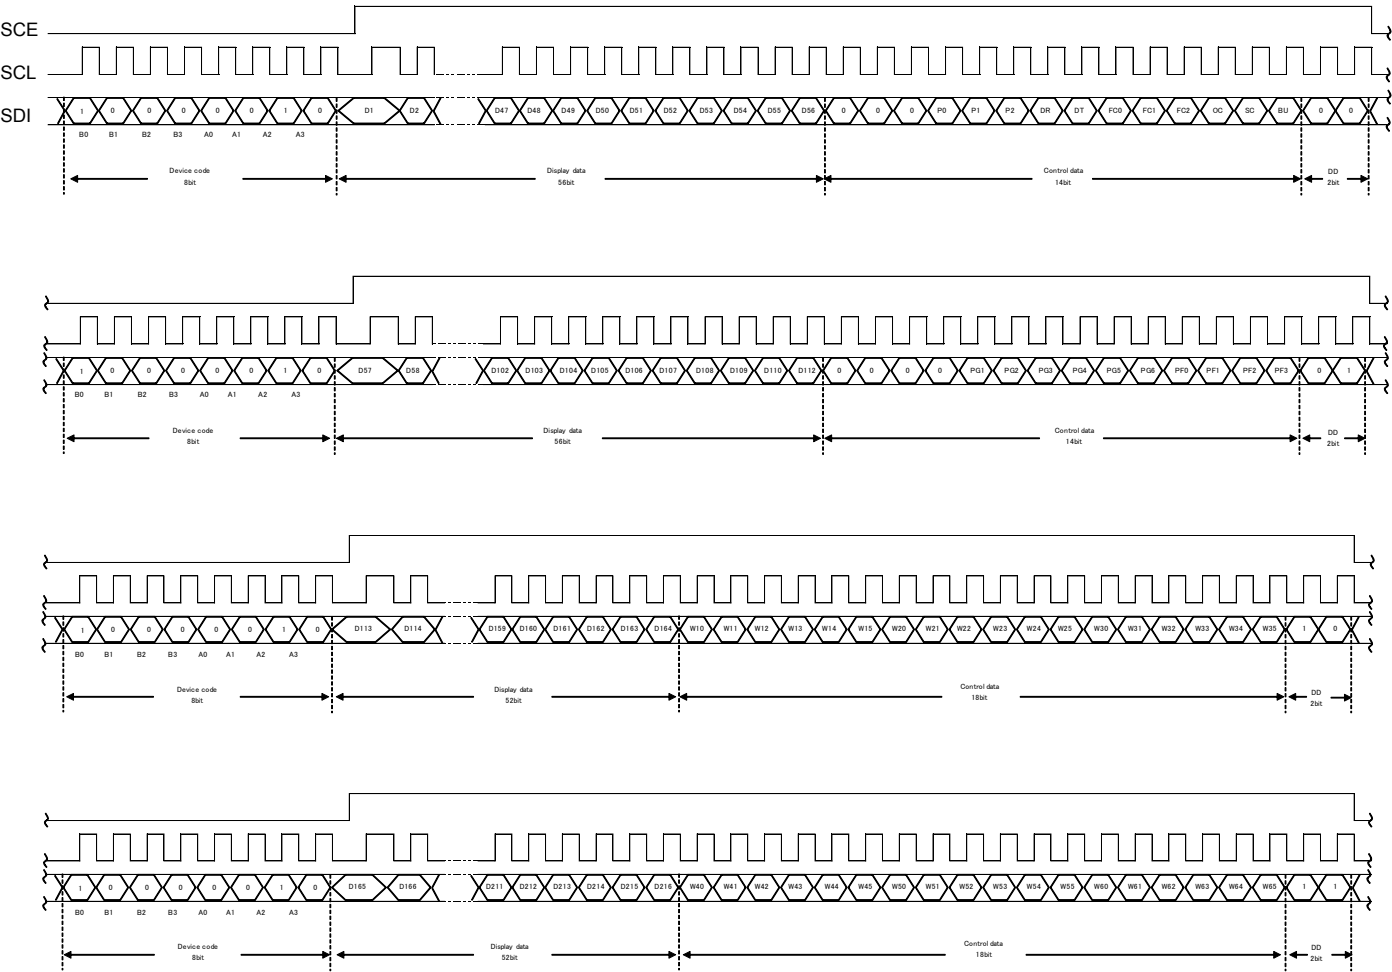 SCE
SCL
SDI 1 0 0 0 0 0 1 0 D1 D2 D47 D48 D49 D50 D51 D52 D53 D54 D55 D56 0 0 0 P0 P1 P2 DR DT FC0 FC1 FC2 OC SC BU 0 0
B0 B1 B2 B3 A0 A1 A2 A3
Device code Display data Control data DD
8bit 56bit 14bit 2bit
1 0 0 0 0 0 1 0 D57 D58 D102 D103 D104 D105 D106 D107 D108 D109 D110 D112 0 0 0 0 PG1 PG2 PG3 PG4 PG5 PG6 PF0 PF1 PF2 PF3 0 1
B0 B1 B2 B3 A0 A1 A2 A3
Device code Display data Control data DD
8bit 56bit 14bit 2bit
1 0 0 0 0 0 1 0 D113 D114 D159 D160 D161 D162 D163 D164 W10 W11 W12 W13 W14 W15 W20 W21 W22 W23 W24 W25 W30 W31 W32 W33 W34 W35 1 0
B0 B1 B2 B3 A0 A1 A2 A3
Device code Display data Control data DD
8bit 52bit 18bit 2bit
1 0 0 0 0 0 1 0 D165 D166 D211 D212 D213 D214 D215 D216 W40 W41 W42 W43 W44 W45 W50 W51 W52 W53 W54 W55 W60 W61 W62 W63 W64 W65 1 1
B0 B1 B2 B3 A0 A1 A2 A3
Device code Display data Control data DD
8bit 52bit 18bit 2bit